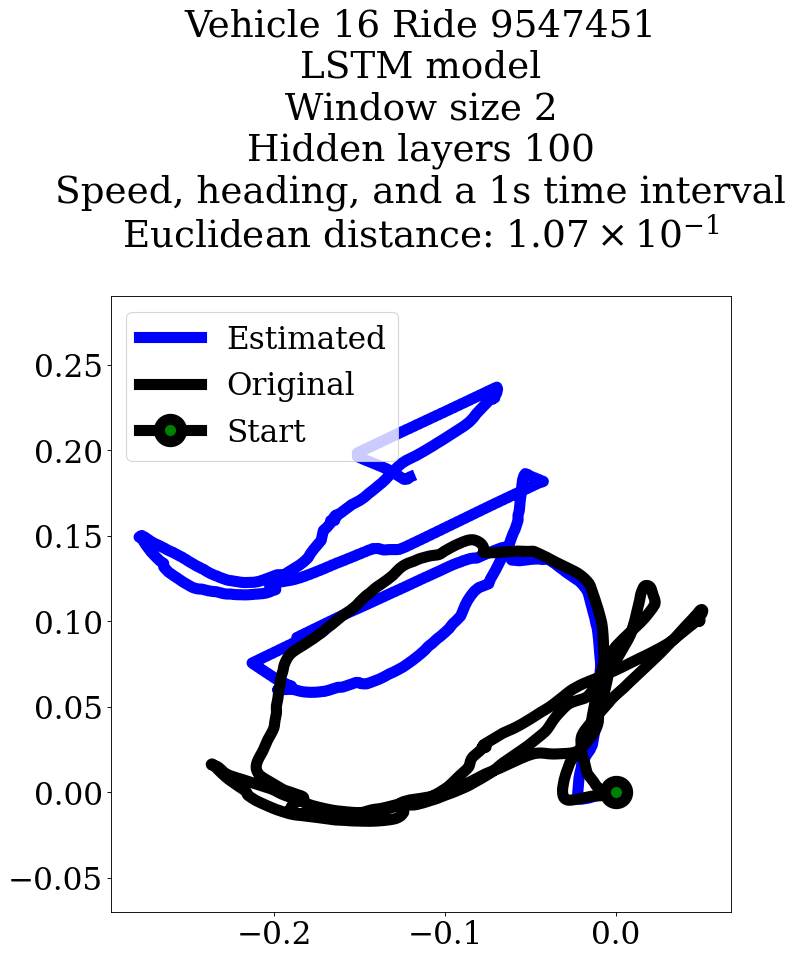 Vehicle 16 Ride 9547451
LSTM model
Window size 2
Hidden layers 100
Speed, heading, and a 1s time interval
Euclidean distance: 1.07 × 10⁻¹
Estimated
Original
Start
0.25
0.20
0.15
0.10
0.05
0.00
−0.05
−0.2 −0.1 0.0